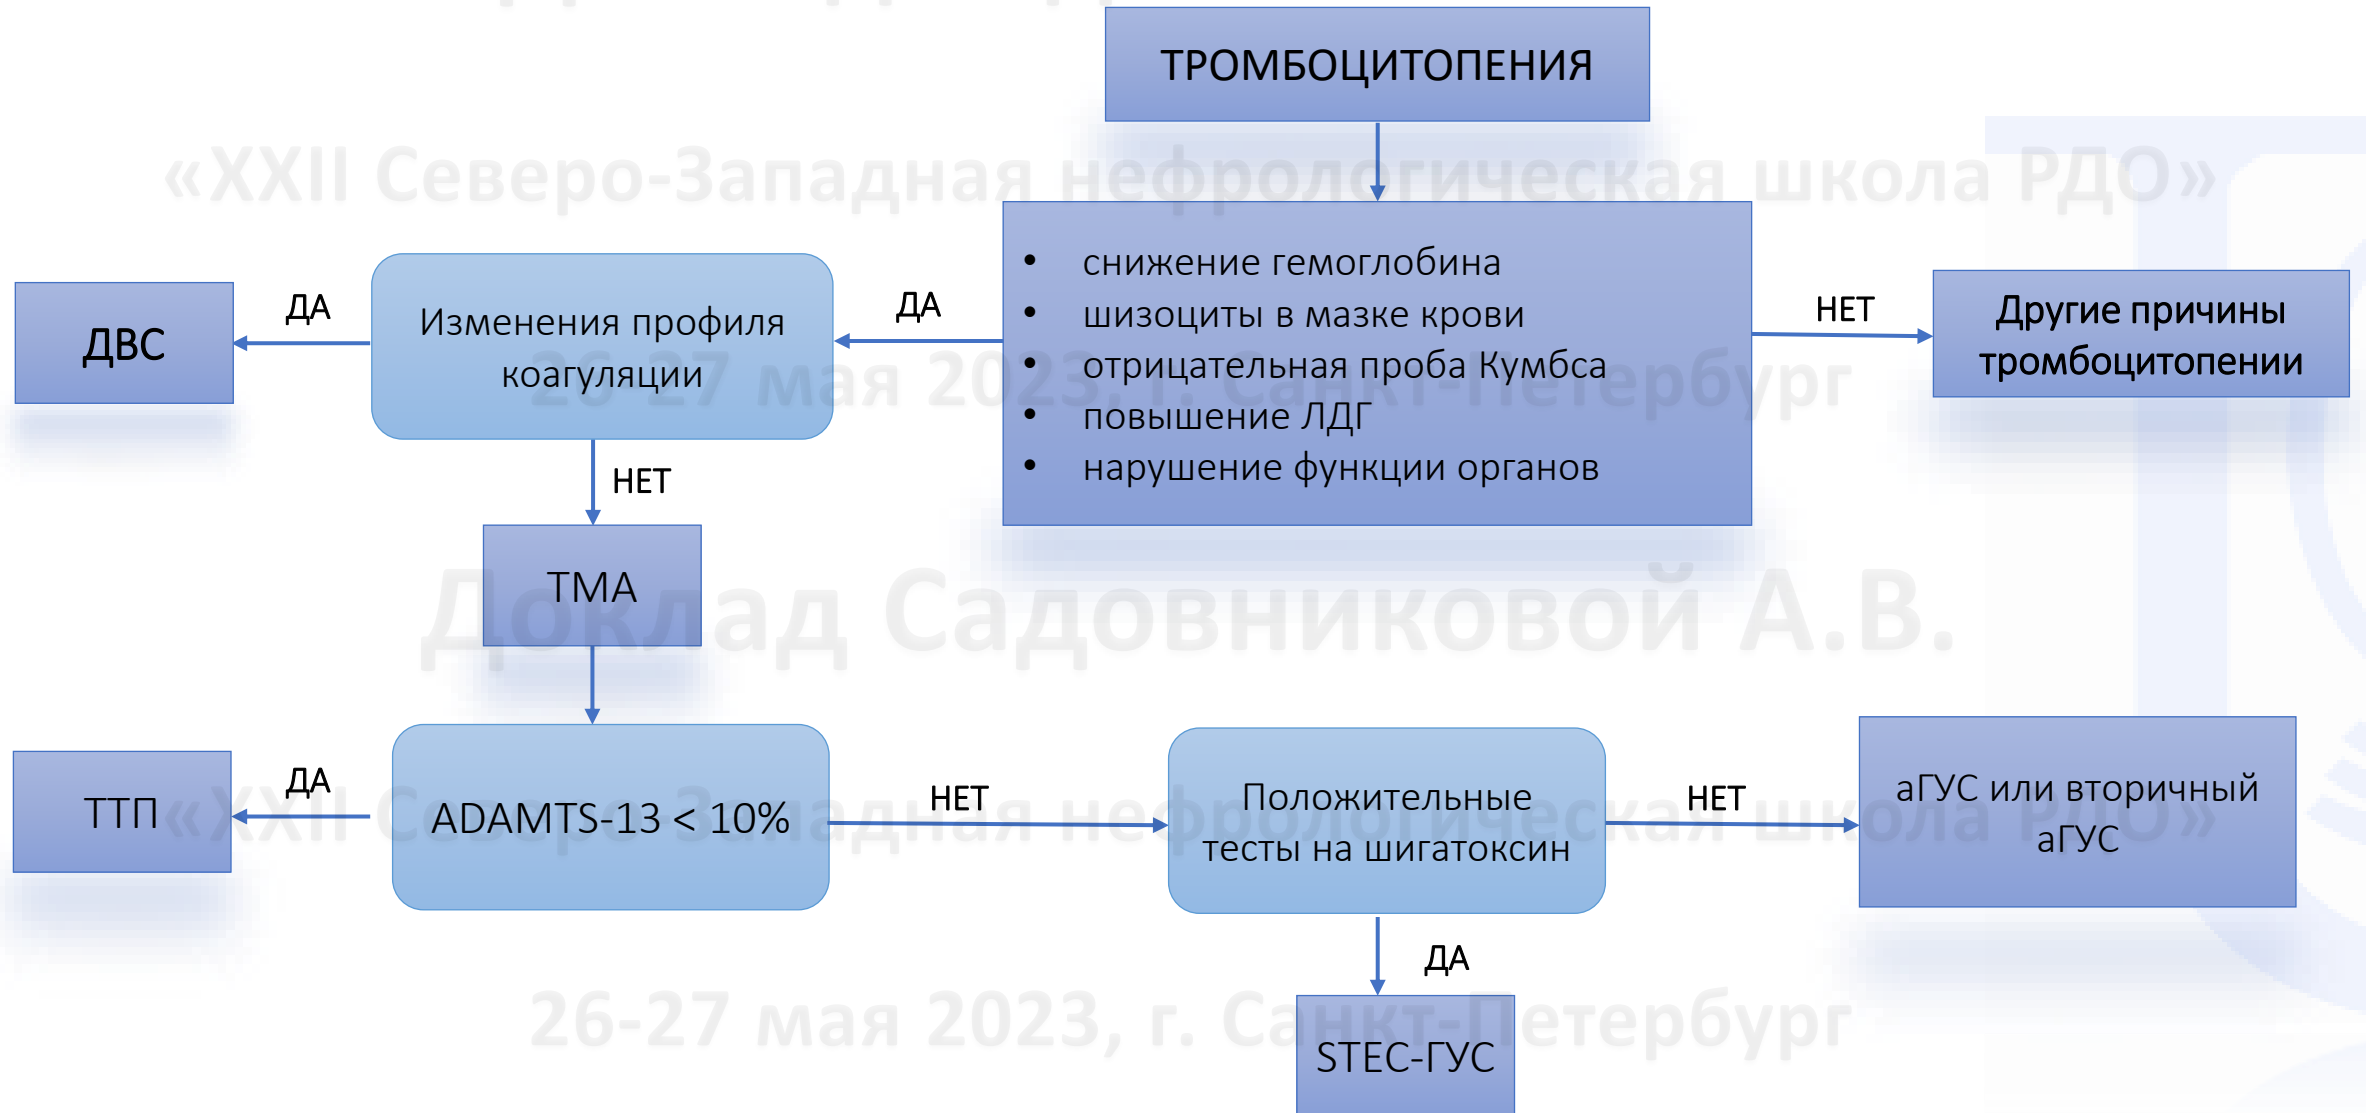 ТРОМБОЦИТОПЕНИЯ
«XXII Северо-Западная нефрологическая школа РДО»
• снижение гемоглобина
• шизоциты в мазке крови
• отрицательная проба Кумбса
• повышение ЛДГ
• нарушение функции органов
ДА
НЕТ
Другие причины
тромбоцитопении
Изменения профиля
коагуляции
ДА
ДВС
26-27 мая 2023, г. Санкт-Петербург
НЕТ
ТМА
Доклад Садовниковой А.В.
ADAMTS-13 < 10%
ДА
ТТП
НЕТ
Положительные
тесты на шигатоксин
НЕТ
аГУС или вторичный
аГУС
«XXII Северо-Западная нефрологическая школа РДО»
ДА
STEC-ГУС
26-27 мая 2023, г. Санкт-Петербург